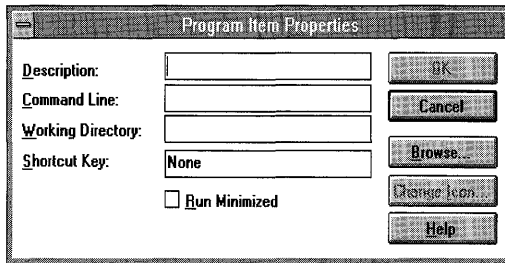 Program Item Properties
Description:
Command Line:
Working Directory:
Shortcut Key: None
Run Minimized
OK
Cancel
Browse...
Change Icon...
Help